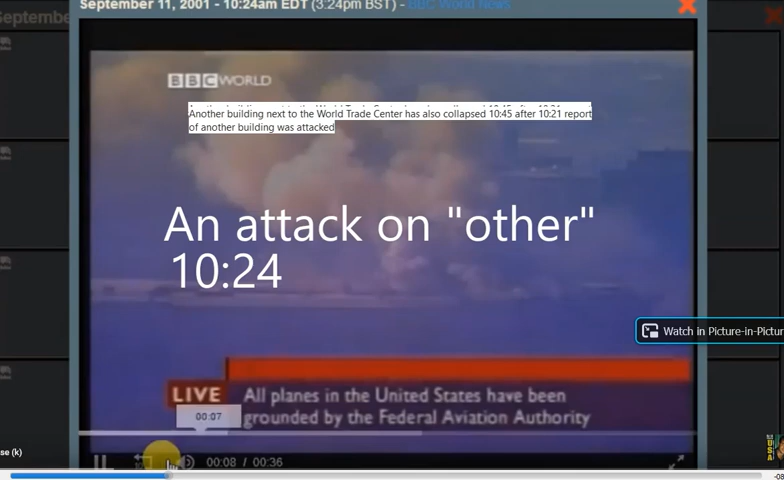 September 11, 2001 - 10:24am EDT (3:24pm BST) - BBC World News
BBC WORLD
Another building next to the World Trade Center has also collapsed 10:45 after 10:21 report
of another building was attacked
An attack on "other"
10:24
Watch in Picture-in-Pictur
LIVE All planes in the United States have been
grounded by the Federal Aviation Authority
00:07
se (k)
00:08 / 00:36
-08